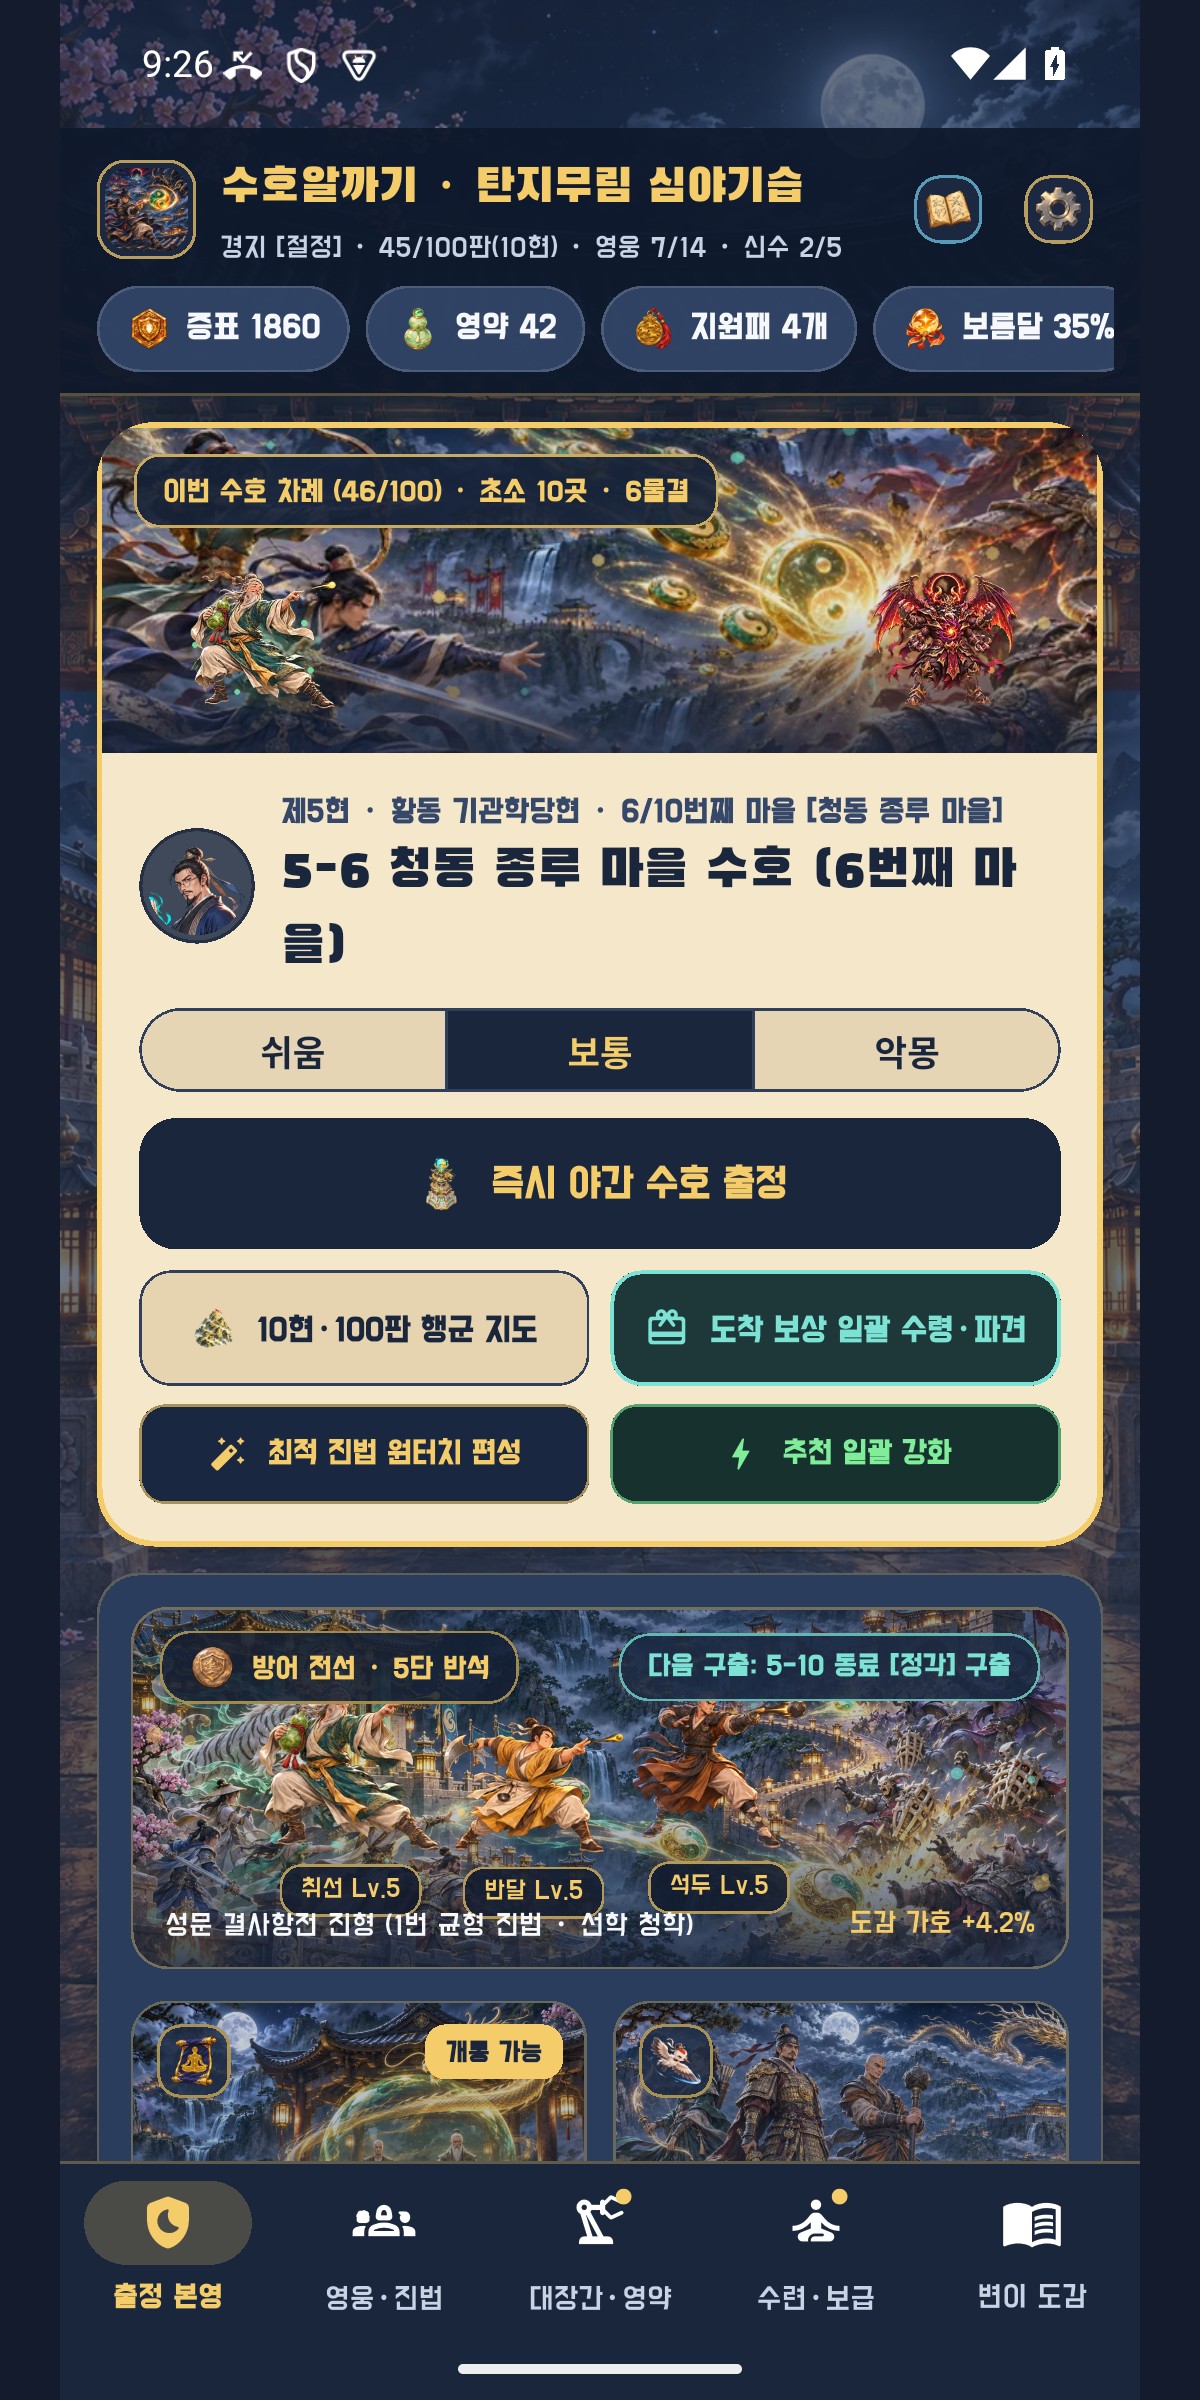 9:26
수호알까기 · 탄지무림 심야기습
경지 [절정] · 45/100판(10현) · 영웅 7/14 · 신수 2/5
증표 1860
영약 42
지원패 4개
보름달 35%
이번 수호 차례 (46/100) · 초소 10곳 · 6물결
제5현 · 황동 기관학당현 · 6/10번째 마을 [청동 종루 마을]
5-6 청동 종루 마을 수호 (6번째 마
을)
쉬움
보통
악몽
즉시 야간 수호 출정
10현·100판 행군 지도
도착 보상 일괄 수령·파견
최적 진법 원터치 편성
추천 일괄 강화
방어 전선 · 5단 반석
다음 구출: 5-10 동료 [정각] 구출
취선 Lv.5
반달 Lv.5
석두 Lv.5
성문 결사항전 진형 (1번 균형 진법 · 선학 청학)
도감 가호 +4.2%
개통 가능
출정 본영
영웅·진법
대장간·영약
수련·보급
변이 도감